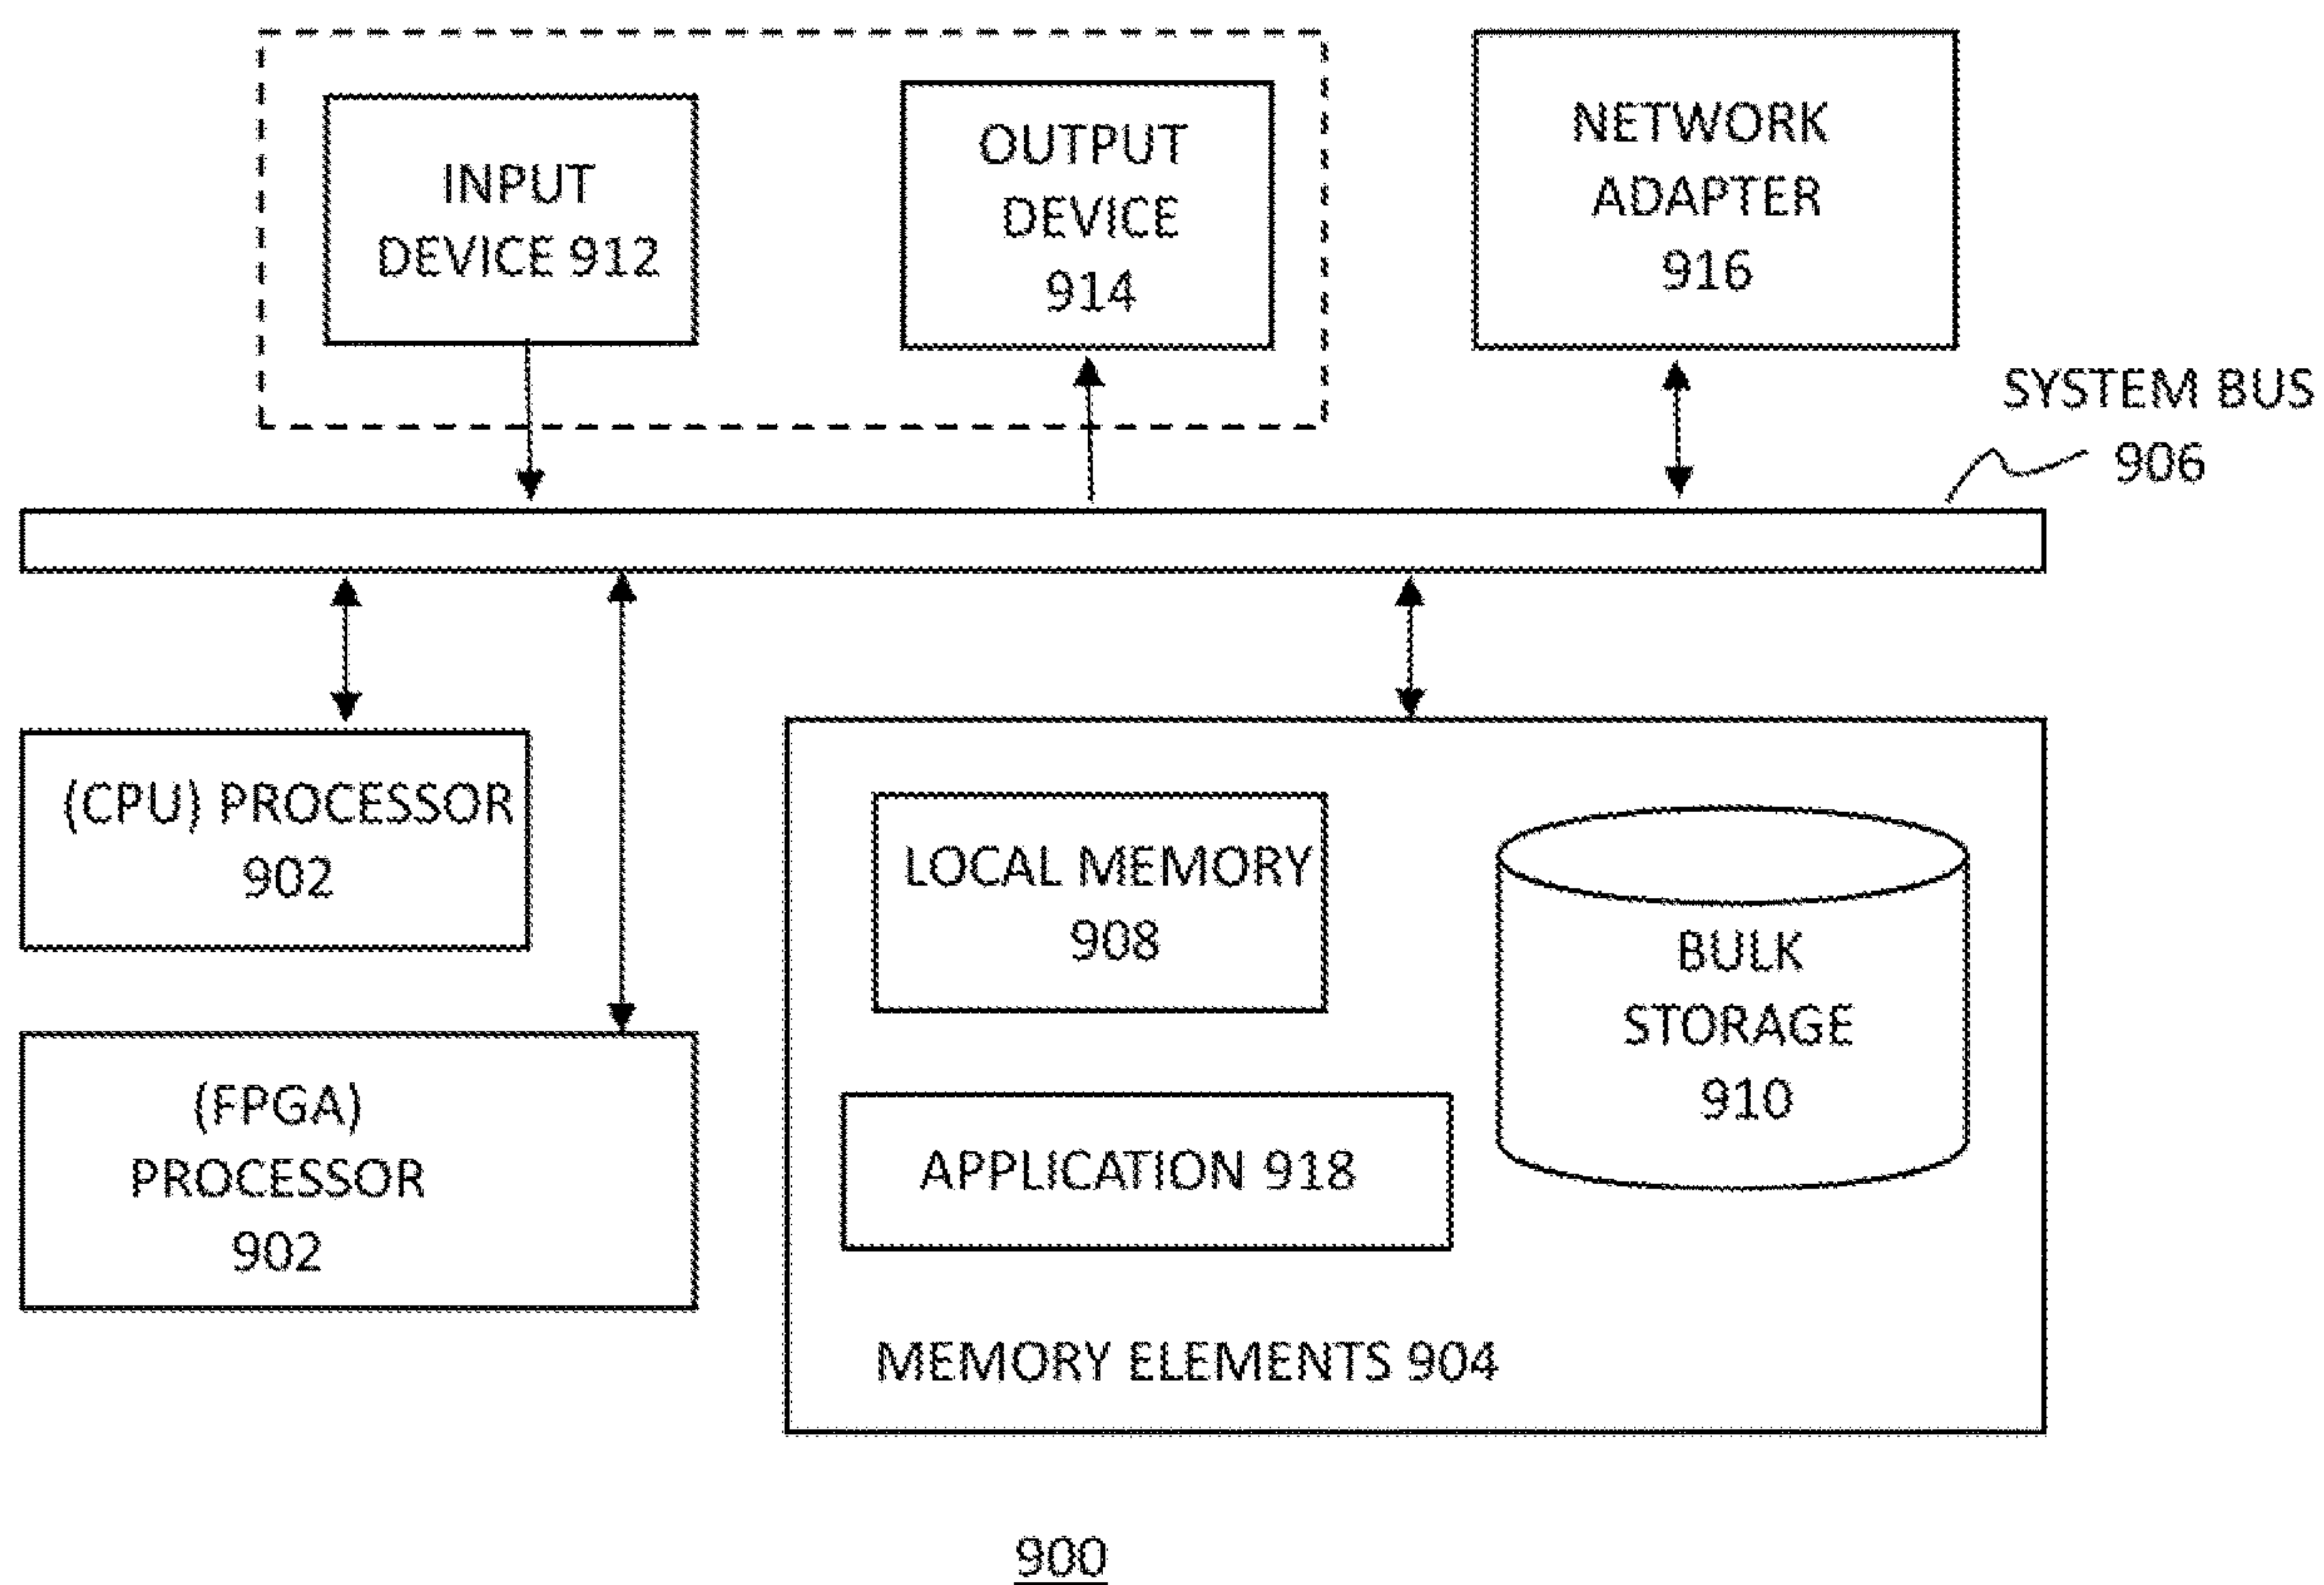 INPUT
DEVICE 912
OUTPUT
DEVICE
914
NETWORK
ADAPTER
916
SYSTEM BUS
906
(CPU) PROCESSOR
902
(FPGA)
PROCESSOR
902
LOCAL MEMORY
908
BULK
STORAGE
910
APPLICATION 918
MEMORY ELEMENTS 904
900